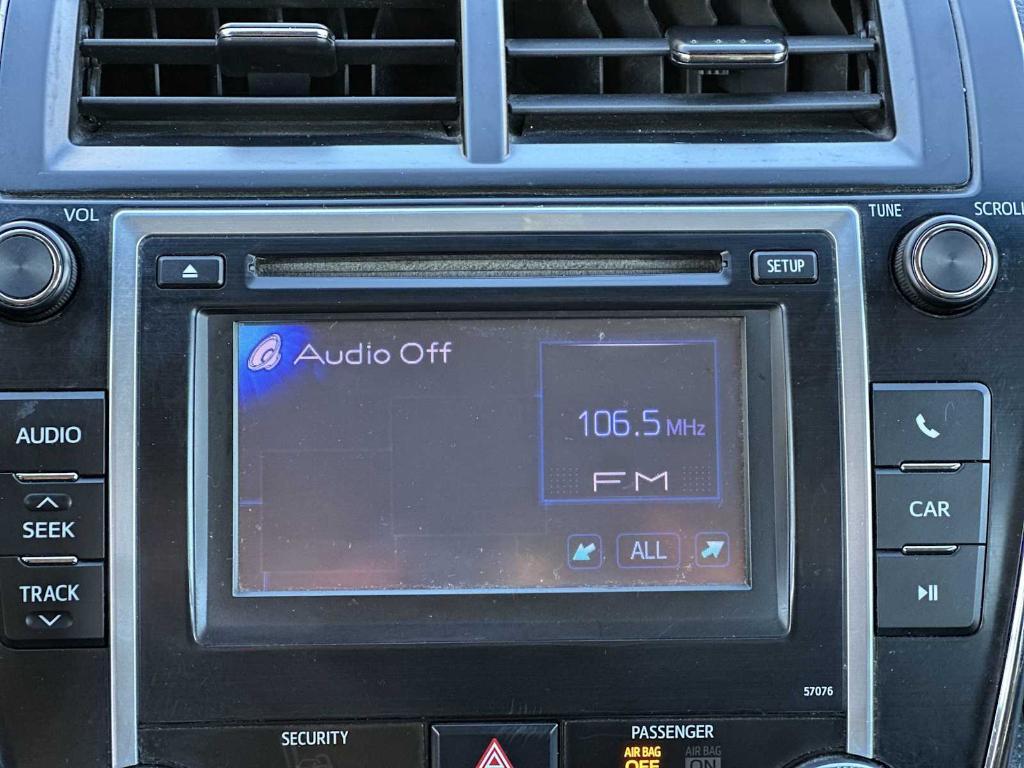 VOL
TUNE
SCROLL
SETUP
Audio Off
106.5 MHz
FM
ALL
AUDIO
SEEK
TRACK
CAR
57076
SECURITY
PASSENGER
AIR BAG
OFF
AIR BAG
ON